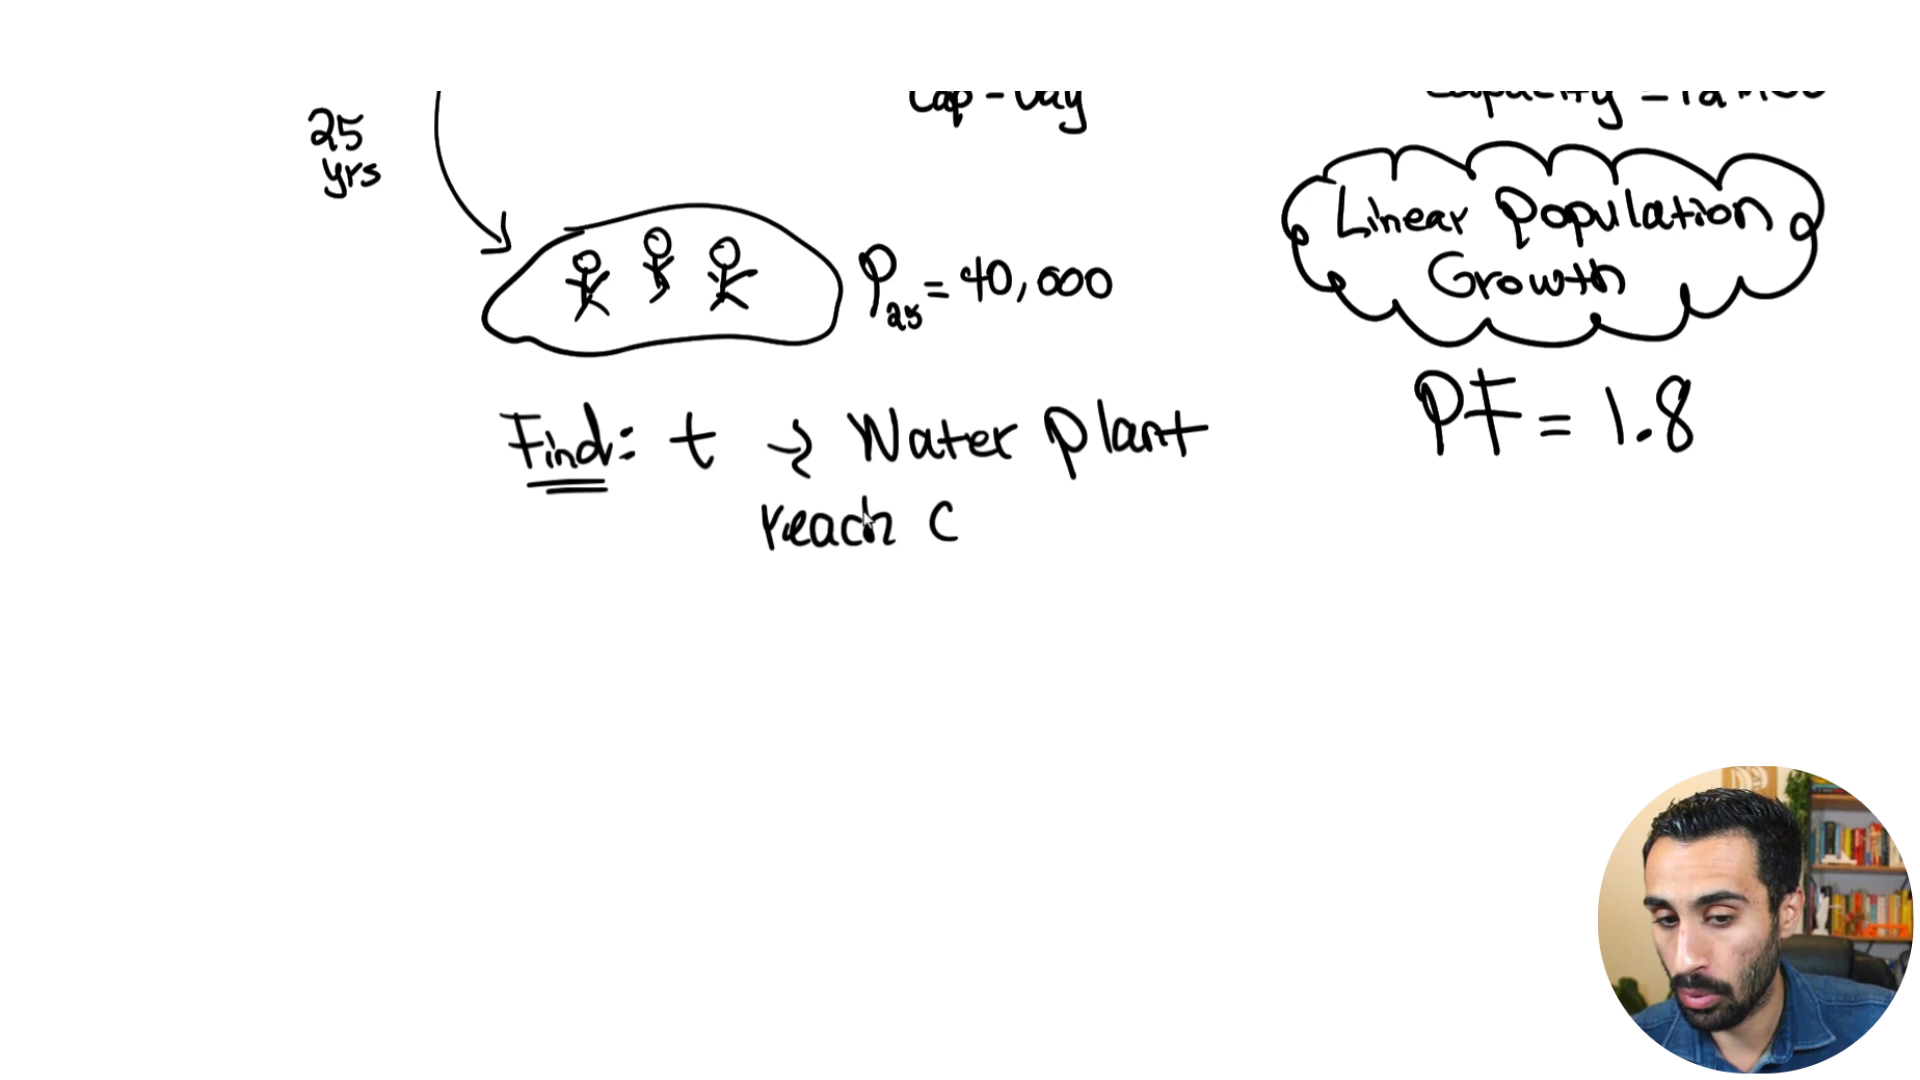 Cap - Day
25
yrs
Linear Population
Growth
P25 = 40,000
PF = 1.8
Find: t → Water plant
reach c